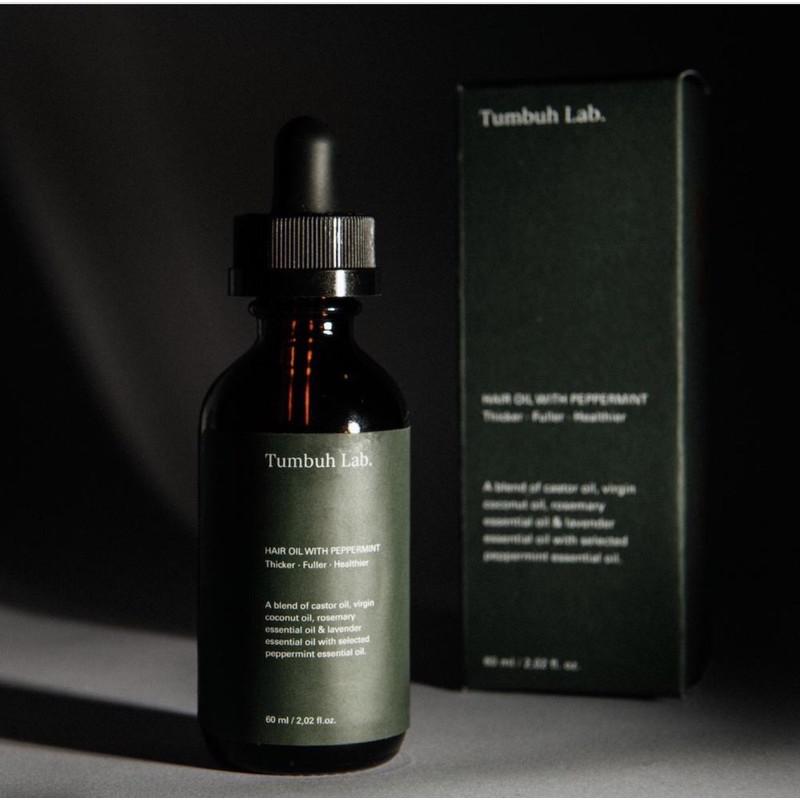 Tumbuh Lab.
HAIR OIL WITH PEPPERMINT
Thicker · Fuller · Healthier
A blend of castor oil, virgin
coconut oil, rosemary
essential oil & lavender
essential oil with selected
peppermint essential oil.
60 ml / 2,02 fl.oz.
Tumbuh Lab.
HAIR OIL WITH PEPPERMINT
Thicker · Fuller · Healthier
A blend of castor oil, virgin
coconut oil, rosemary
essential oil & lavender
essential oil with selected
peppermint essential oil.
60 ml / 2,02 fl. oz.